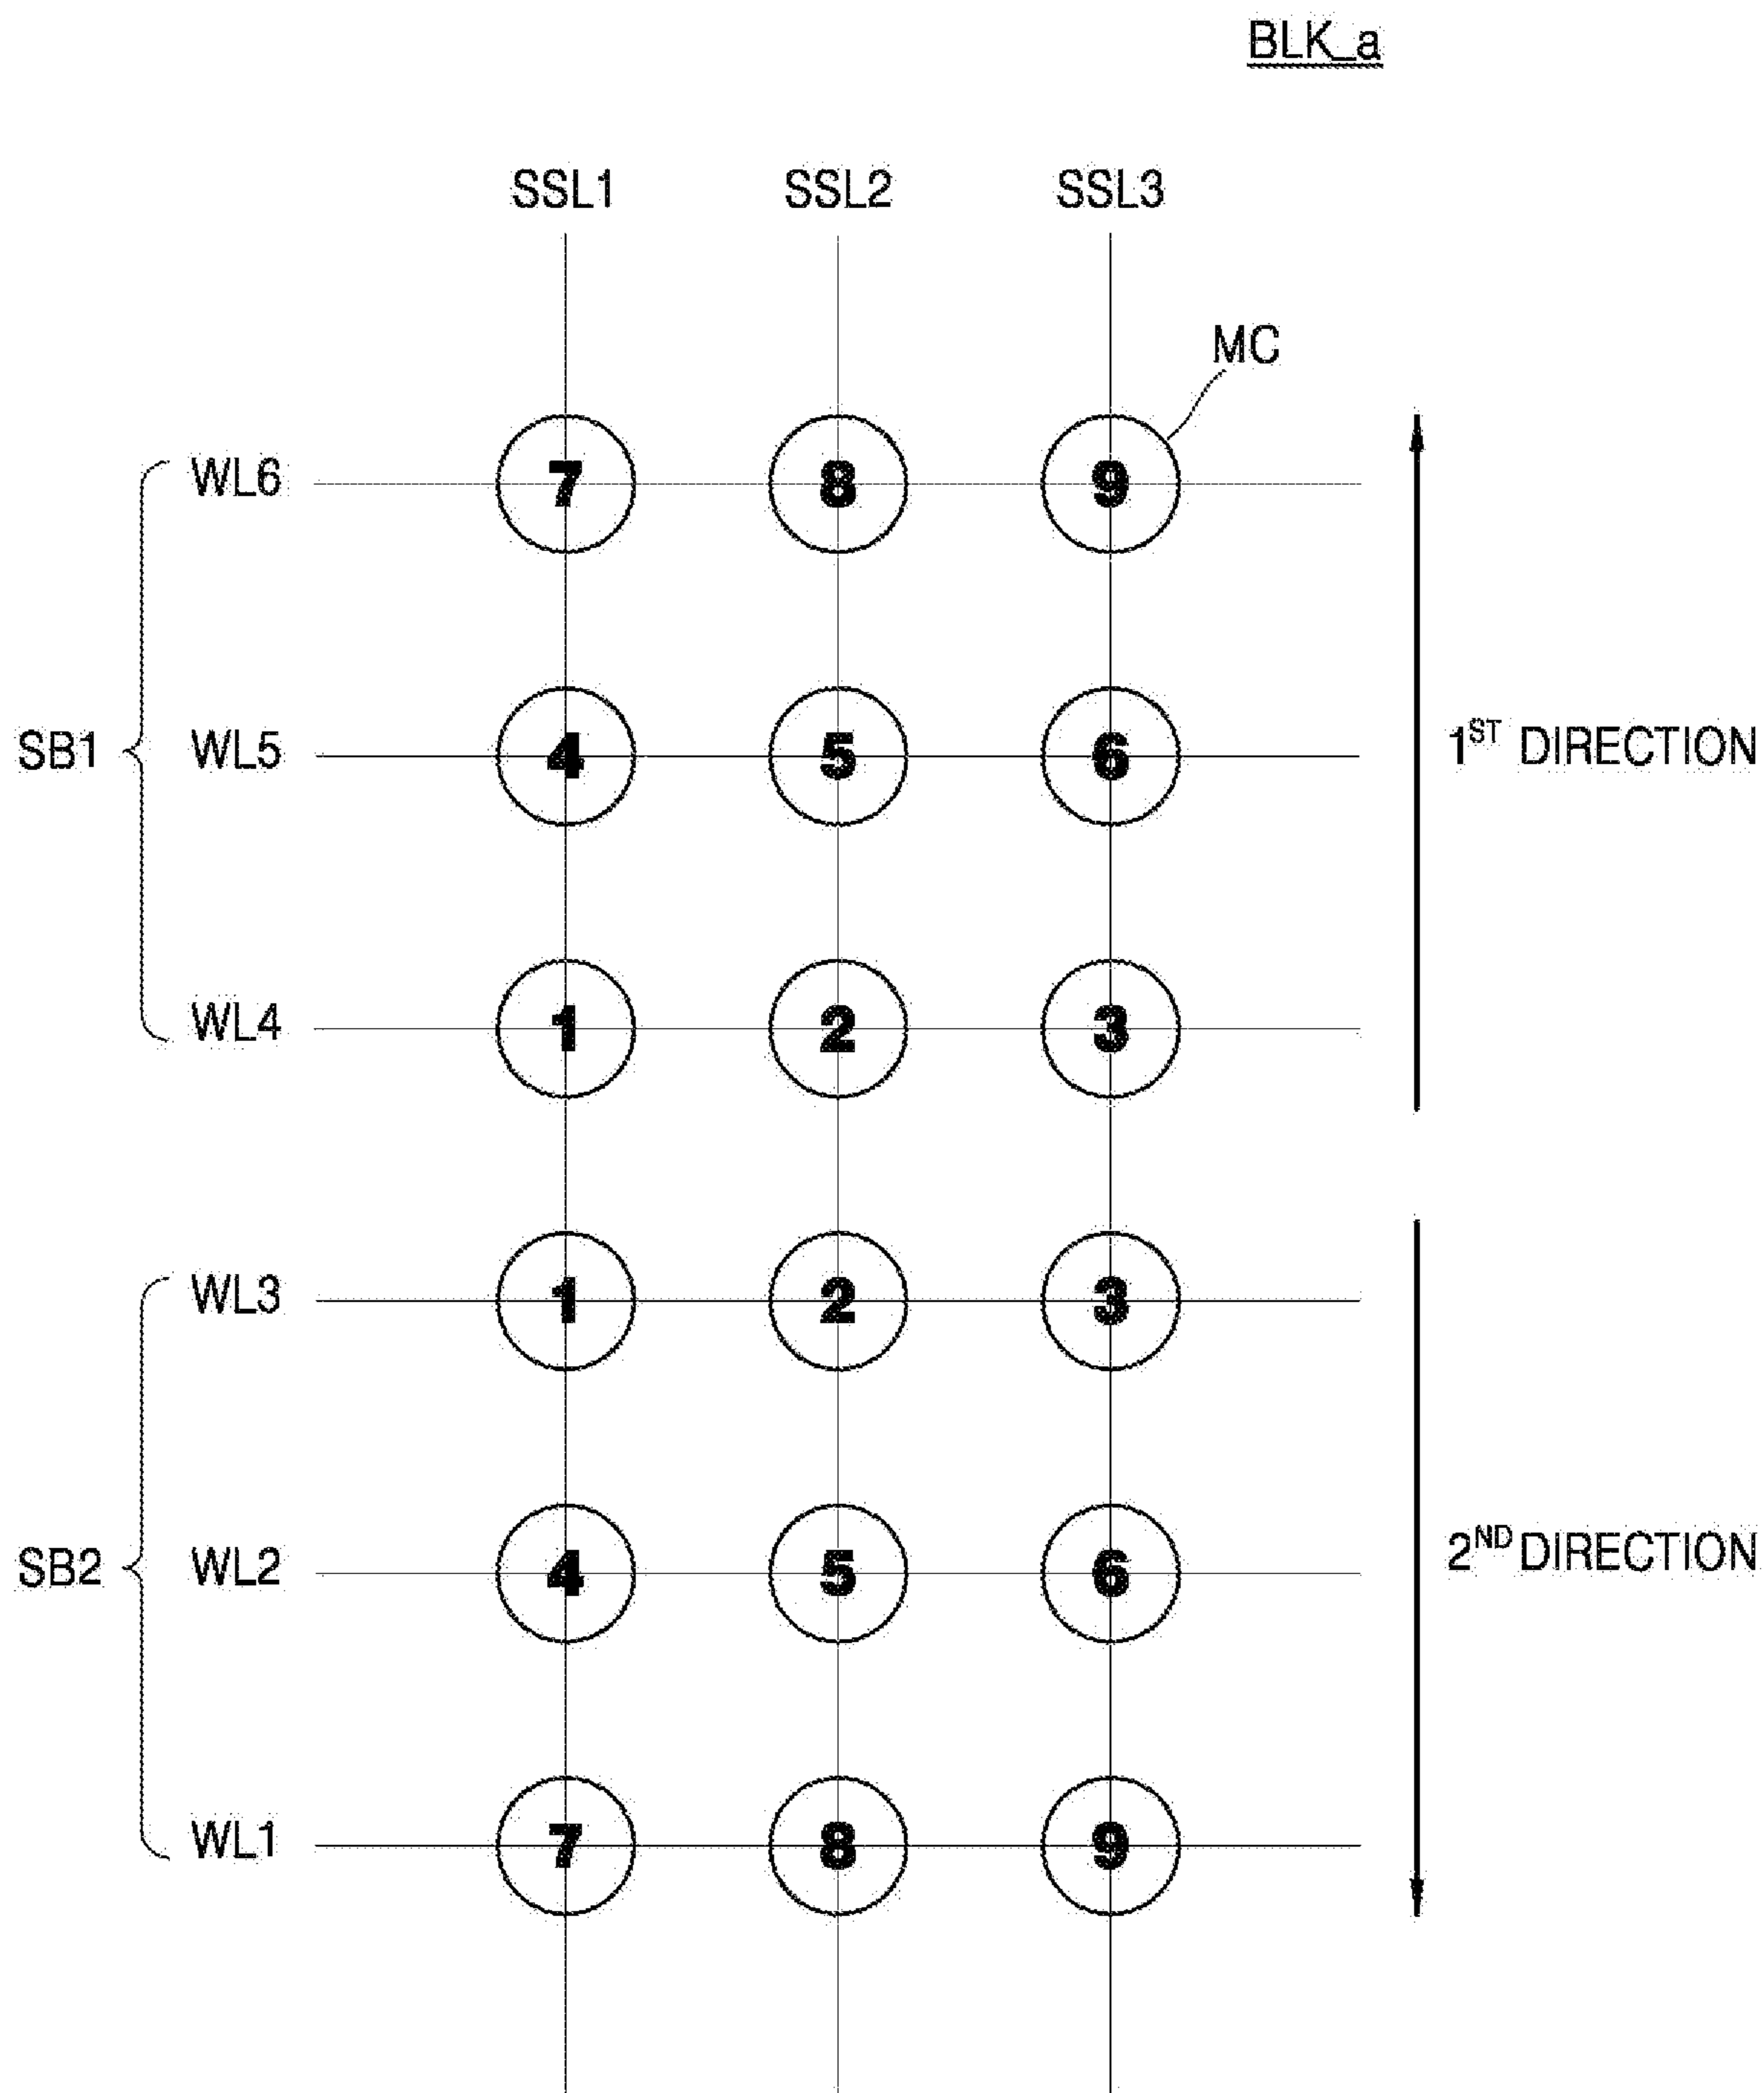 BLK_a
SSL1 SSL2 SSL3
MC
WL6 7 8 9
SB1 WL5 4 5 6 1ST DIRECTION
WL4 1 2 3
WL3 1 2 3
SB2 WL2 4 5 6 2ND DIRECTION
WL1 7 8 9